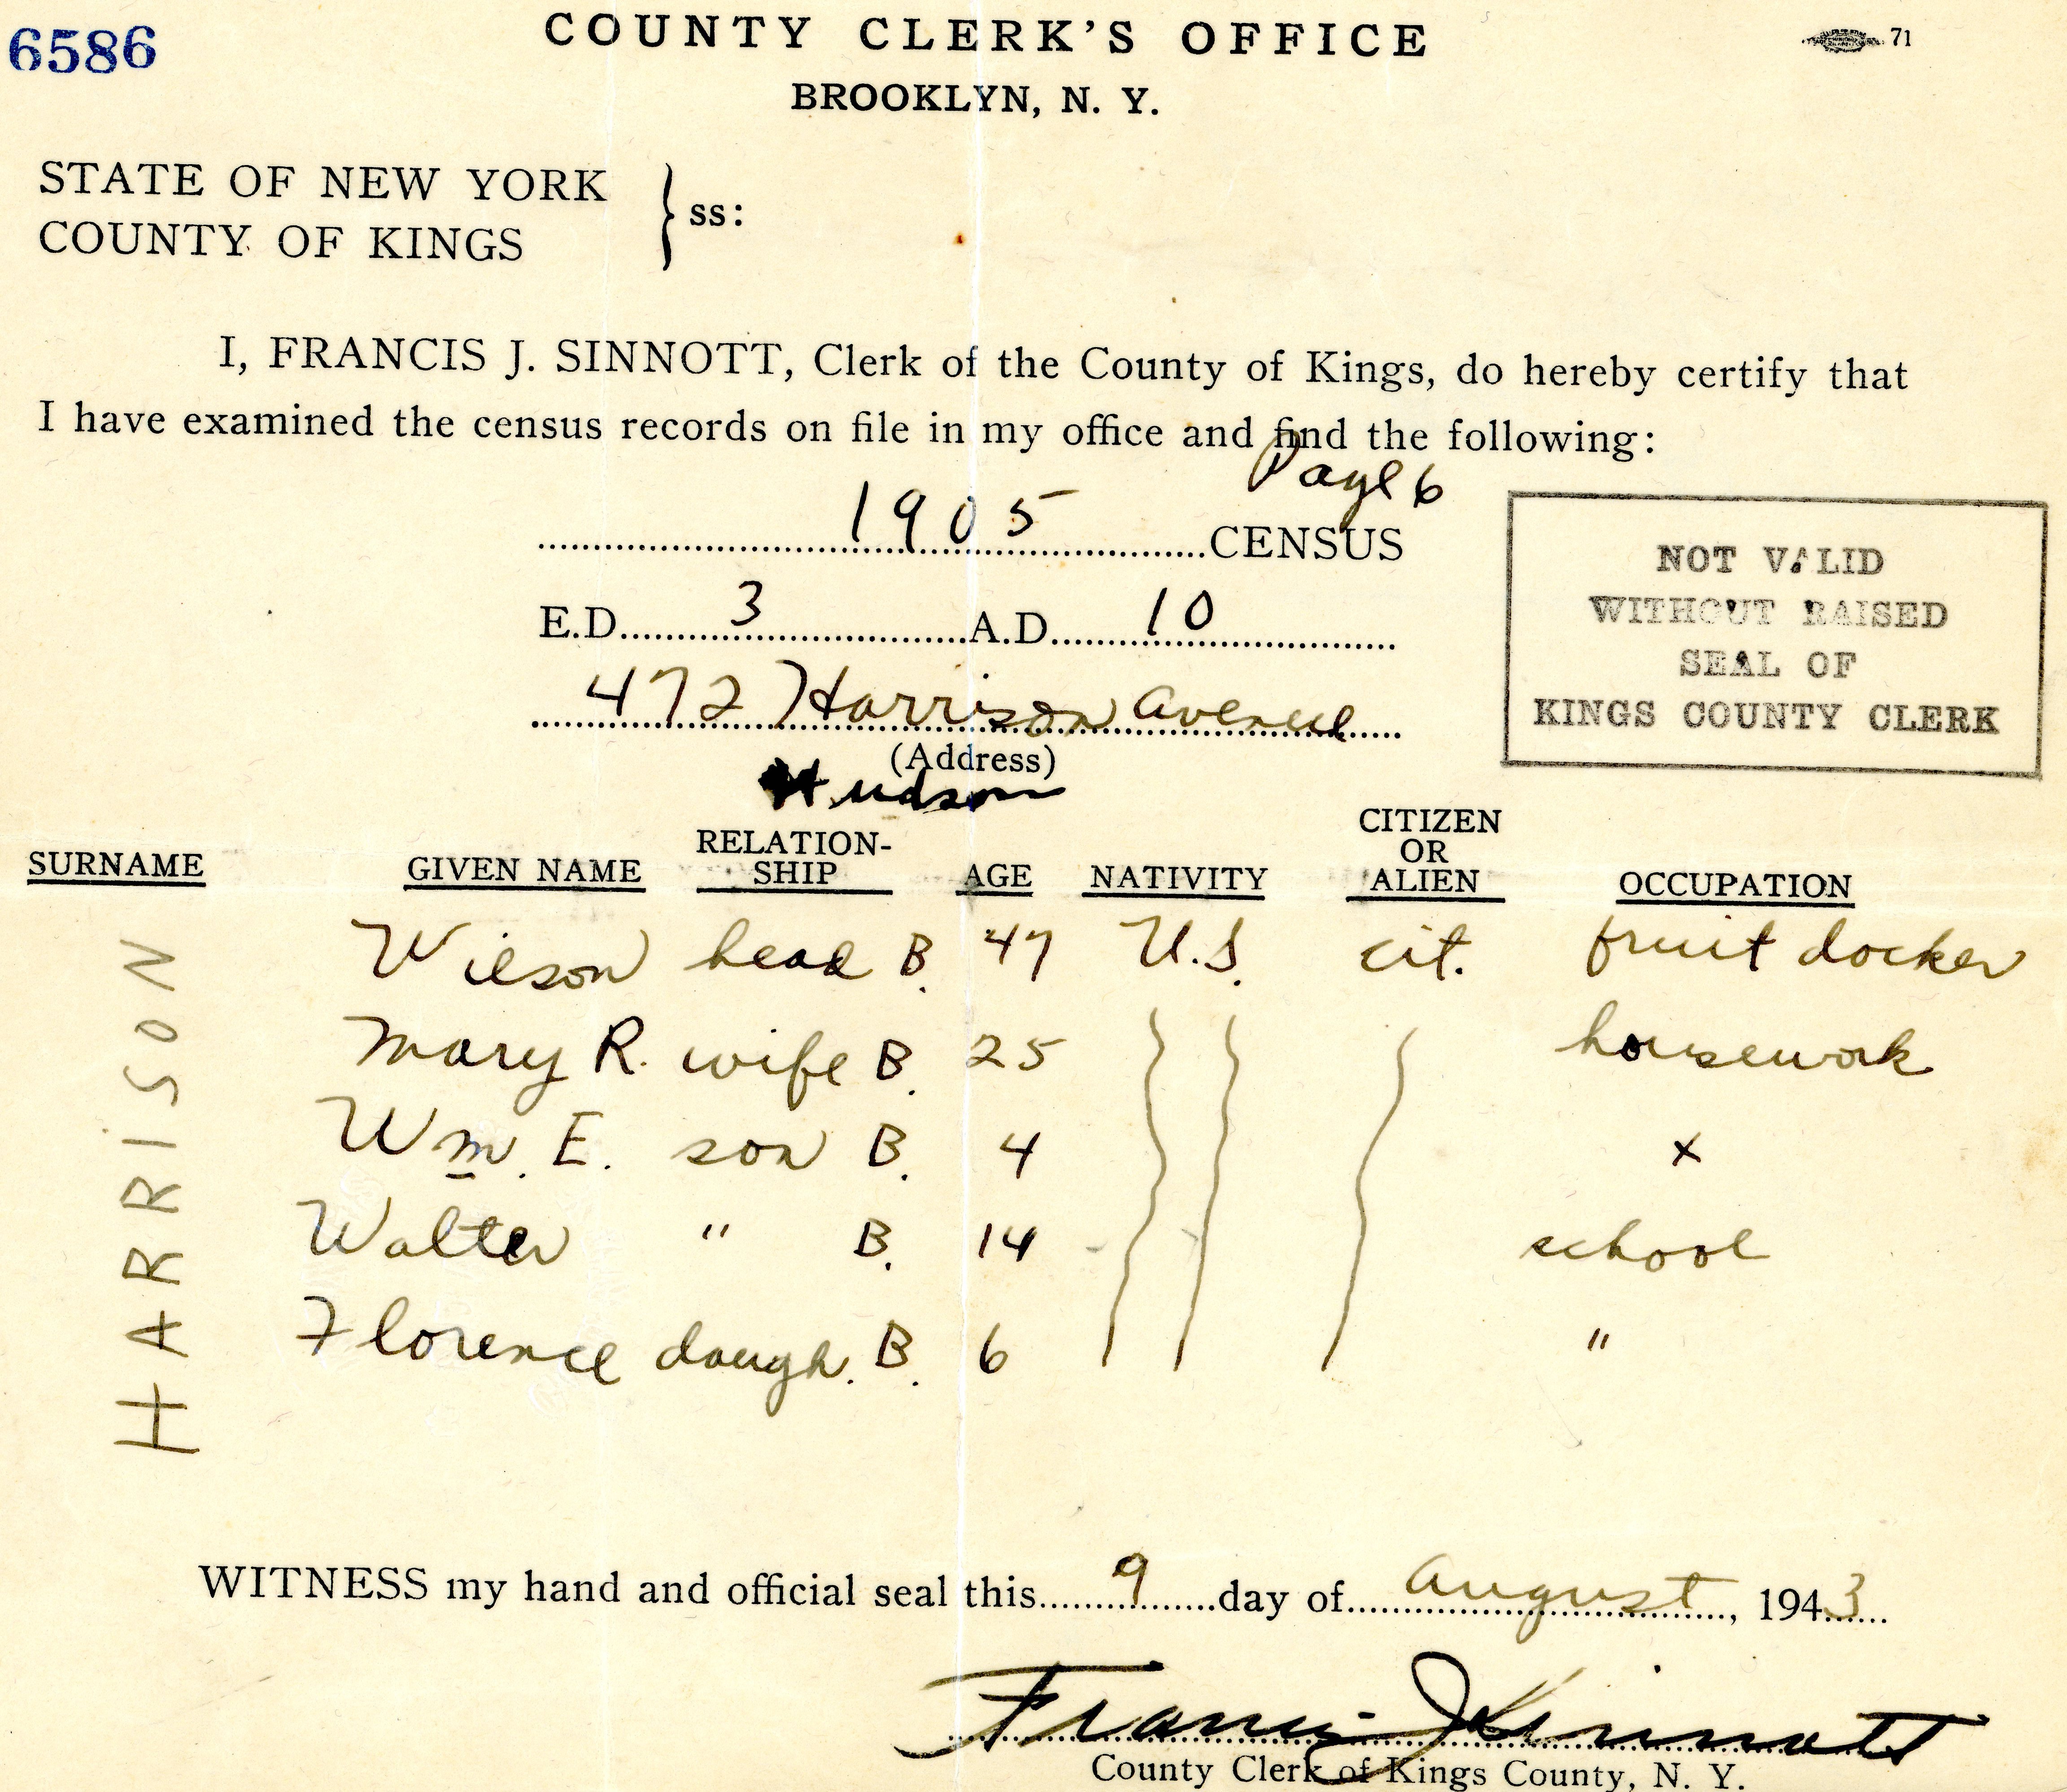 6586
COUNTY CLERK'S OFFICE
71
BROOKLYN, N. Y.
STATE OF NEW YORK
COUNTY OF KINGS
} ss:
I, FRANCIS J. SINNOTT, Clerk of the County of Kings, do hereby certify that
I have examined the census records on file in my office and find the following:
Page 6
1905 CENSUS
E.D. 3 A.D. 10
472 Harrison Avenue
(Address)
Hudson
NOT VALID
WITHOUT RAISED
SEAL OF
KINGS COUNTY CLERK
SURNAME GIVEN NAME RELATION-SHIP AGE NATIVITY CITIZEN OR ALIEN OCCUPATION
HARRISON
Wilson head B. 47 U.S. cit. fruit docker
Mary R. wife B. 25 housework
Wm. E. son B. 4 x
Walter " B. 14 school
Florence daugh. B. 6 "
WITNESS my hand and official seal this 9 day of August, 1943
Francis J Sinnott
County Clerk of Kings County, N. Y.